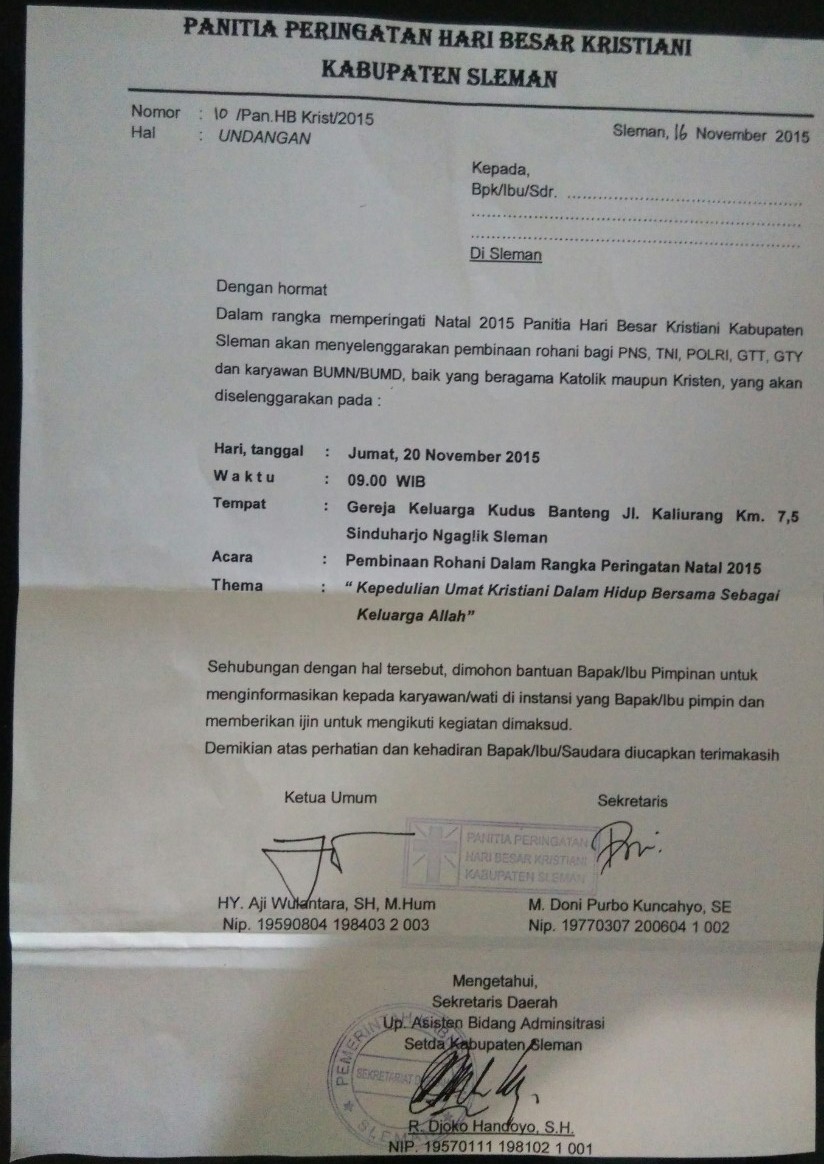 PANITIA PERINGATAN HARI BESAR KRISTIANI
KABUPATEN SLEMAN
Nomor : 10 /Pan.HB Krist/2015
Hal : UNDANGAN
Sleman, 16 November 2015
Kepada,
Bpk/Ibu/Sdr. ............................................
............................................................
............................................................
Di Sleman
Dengan hormat
Dalam rangka memperingati Natal 2015 Panitia Hari Besar Kristiani Kabupaten
Sleman akan menyelenggarakan pembinaan rohani bagi PNS, TNI, POLRI, GTT, GTY
dan karyawan BUMN/BUMD, baik yang beragama Katolik maupun Kristen, yang akan
diselenggarakan pada :
Hari, tanggal : Jumat, 20 November 2015
W a k t u : 09.00 WIB
Tempat : Gereja Keluarga Kudus Banteng Jl. Kaliurang Km. 7,5
Sinduharjo Ngaglik Sleman
Acara : Pembinaan Rohani Dalam Rangka Peringatan Natal 2015
Thema : “ Kepedulian Umat Kristiani Dalam Hidup Bersama Sebagai
Keluarga Allah”
Sehubungan dengan hal tersebut, dimohon bantuan Bapak/Ibu Pimpinan untuk
menginformasikan kepada karyawan/wati di instansi yang Bapak/Ibu pimpin dan
memberikan ijin untuk mengikuti kegiatan dimaksud.
Demikian atas perhatian dan kehadiran Bapak/Ibu/Saudara diucapkan terimakasih
Ketua Umum
Sekretaris
PANITIA PERINGATAN
HARI BESAR KRISTIANI
KABUPATEN SLEMAN
HY. Aji Wulantara, SH, M.Hum
Nip. 19590804 198403 2 003
M. Doni Purbo Kuncahyo, SE
Nip. 19770307 200604 1 002
Mengetahui,
Sekretaris Daerah
Up. Asisten Bidang Adminsitrasi
Setda Kabupaten Sleman
PEMERINTAH
SEKRETARIAT
SLEMAN
R. Djoko Handoyo, S.H.
NIP. 19570111 198102 1 001